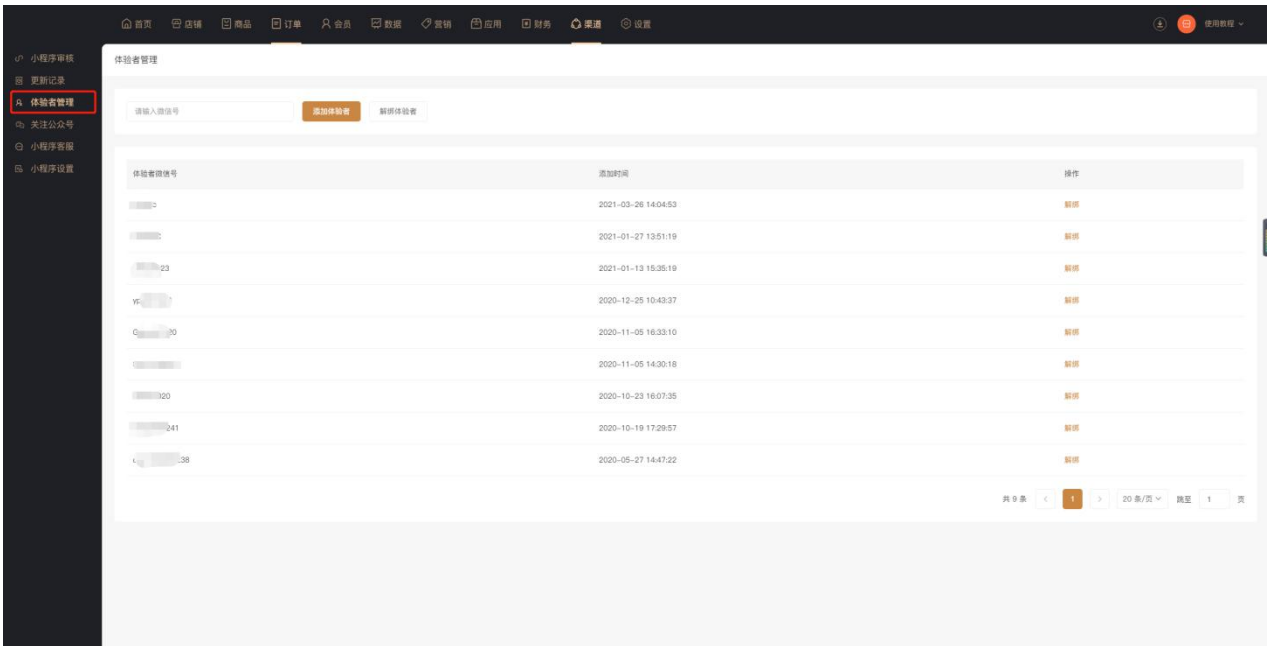 首页 店铺 商品 订单 会员 数据 营销 应用 财务 渠道 设置 使用教程
小程序审核
更新记录
体验者管理
关注公众号
小程序客服
小程序设置
体验者管理
请输入微信号 添加体验者 解绑体验者
体验者微信号 添加时间 操作
2021-03-26 14:04:53 解绑
2021-01-27 13:51:19 解绑
23 2021-01-13 15:35:19 解绑
2020-12-25 10:43:37 解绑
20 2020-11-05 16:33:10 解绑
2020-11-05 14:30:18 解绑
320 2020-10-23 16:07:35 解绑
241 2020-10-19 17:29:57 解绑
38 2020-05-27 14:47:22 解绑
共 9 条 < 1 > 20 条/页 跳至 1 页